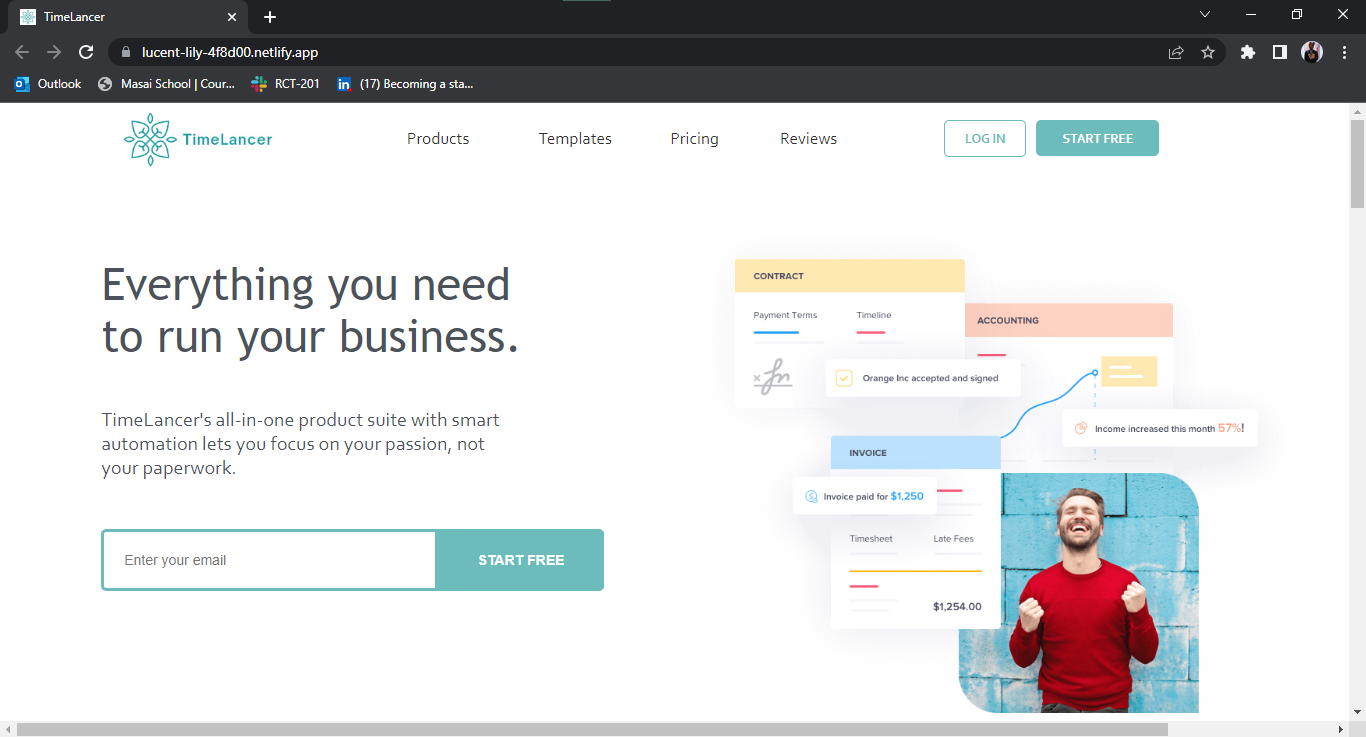 TimeLancer
lucent-lily-4f8d00.netlify.app
Outlook
Masai School | Cour...
RCT-201
(17) Becoming a sta...
TimeLancer
Products
Templates
Pricing
Reviews
LOG IN
START FREE
Everything you need
to run your business.
TimeLancer's all-in-one product suite with smart
automation lets you focus on your passion, not
your paperwork.
Enter your email
START FREE
CONTRACT
Payment Terms
Timeline
Orange Inc accepted and signed
ACCOUNTING
Income increased this month 57%!
INVOICE
Invoice paid for $1,250
Timesheet
Late Fees
$1,254.00